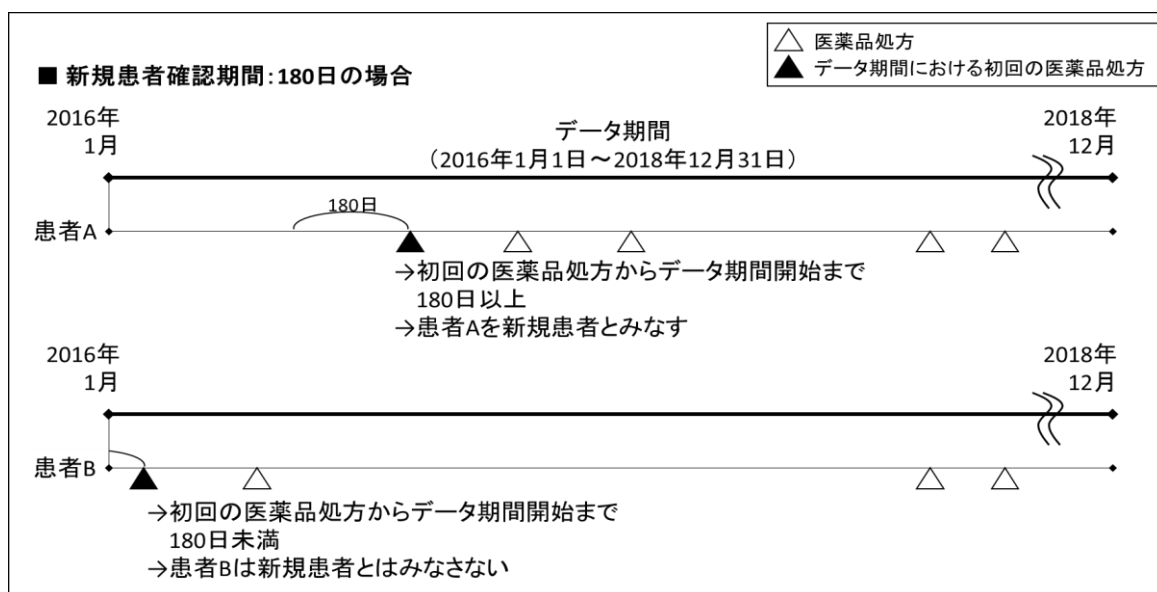 △ 医薬品処方
▲ データ期間における初回の医薬品処方
■ 新規患者確認期間:180日の場合
2016年
1月
データ期間
（2016年1月1日～2018年12月31日）
2018年
12月
180日
患者A
→初回の医薬品処方からデータ期間開始まで
180日以上
→患者Aを新規患者とみなす
2016年
1月
2018年
12月
患者B
→初回の医薬品処方からデータ期間開始まで
180日未満
→患者Bは新規患者とはみなさない